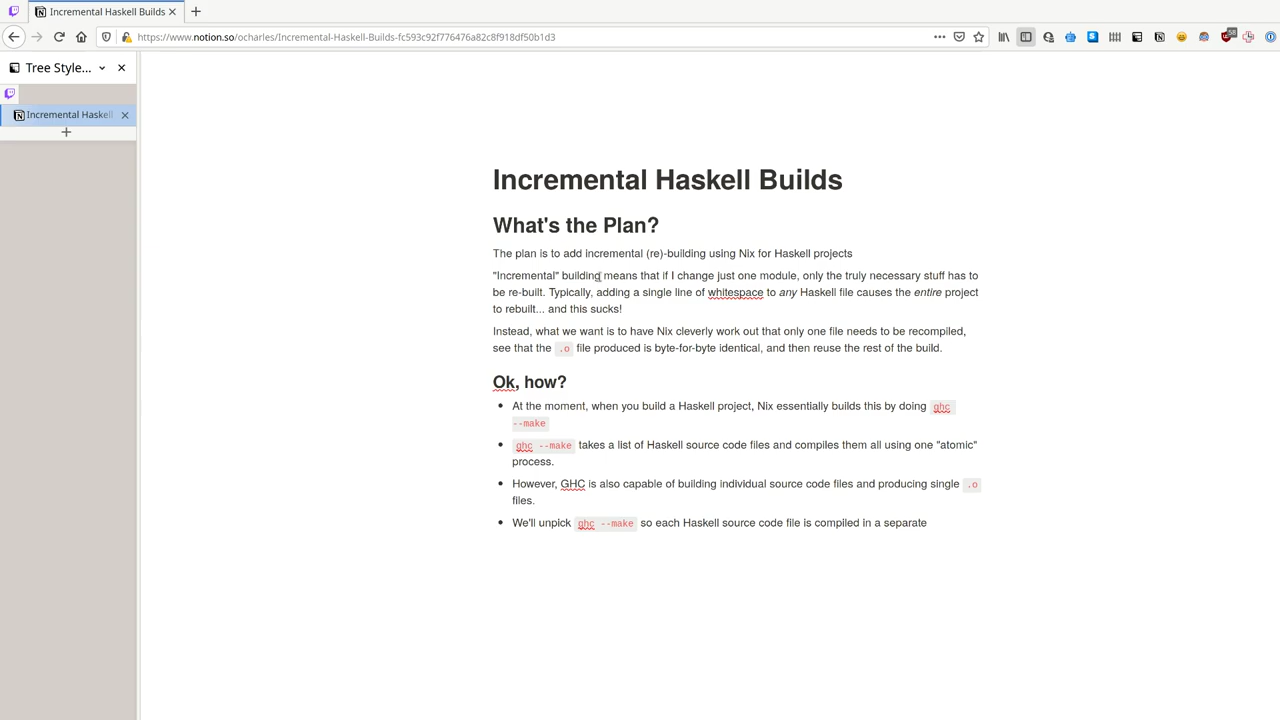 Incremental Haskell Builds
https://www.notion.so/ocharles/Incremental-Haskell-Builds-fc593c92f776476a82c8f918df50b1d3
58
Tree Style...
Incremental Haskell
Incremental Haskell Builds
What's the Plan?
The plan is to add incremental (re)-building using Nix for Haskell projects
"Incremental" building means that if I change just one module, only the truly necessary stuff has to
be re-built. Typically, adding a single line of whitespace to any Haskell file causes the entire project
to rebuilt... and this sucks!
Instead, what we want is to have Nix cleverly work out that only one file needs to be recompiled,
see that the .o file produced is byte-for-byte identical, and then reuse the rest of the build.
Ok, how?
At the moment, when you build a Haskell project, Nix essentially builds this by doing ghc
--make
ghc --make takes a list of Haskell source code files and compiles them all using one "atomic"
process.
However, GHC is also capable of building individual source code files and producing single .o
files.
We'll unpick ghc --make so each Haskell source code file is compiled in a separate